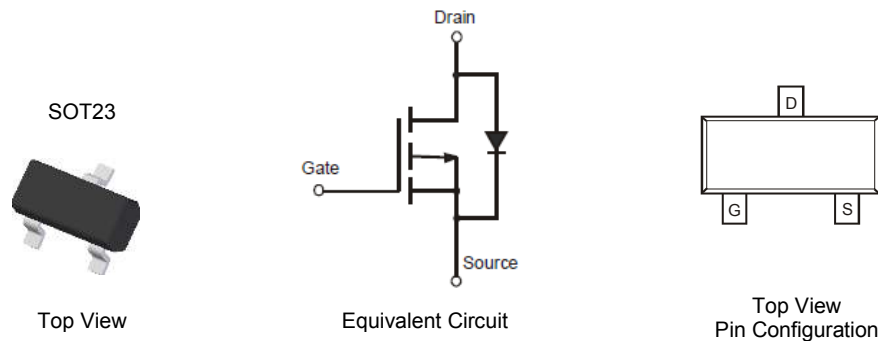 SOT23
Top View
Drain
Gate
Source
Equivalent Circuit
D
G
S
Top View
Pin Configuration